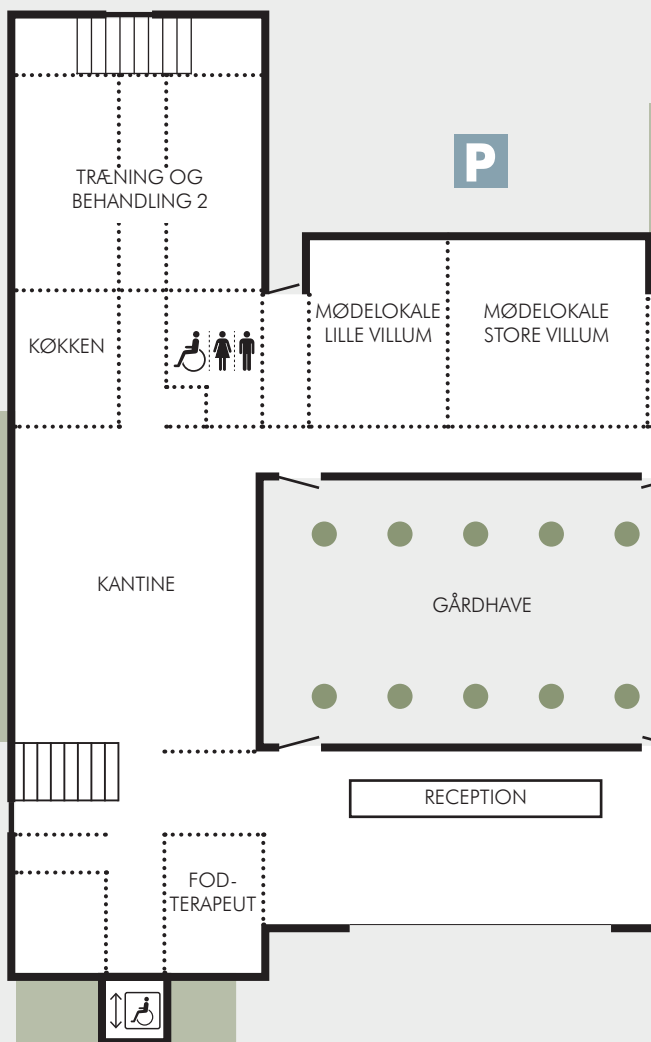 P
TRÆNING OG
BEHANDLING 2
MØDELOKALE
LILLE VILLUM
MØDELOKALE
STORE VILLUM
KØKKEN
KANTINE
GÅRDHAVE
RECEPTION
FOD-
TERAPEUT